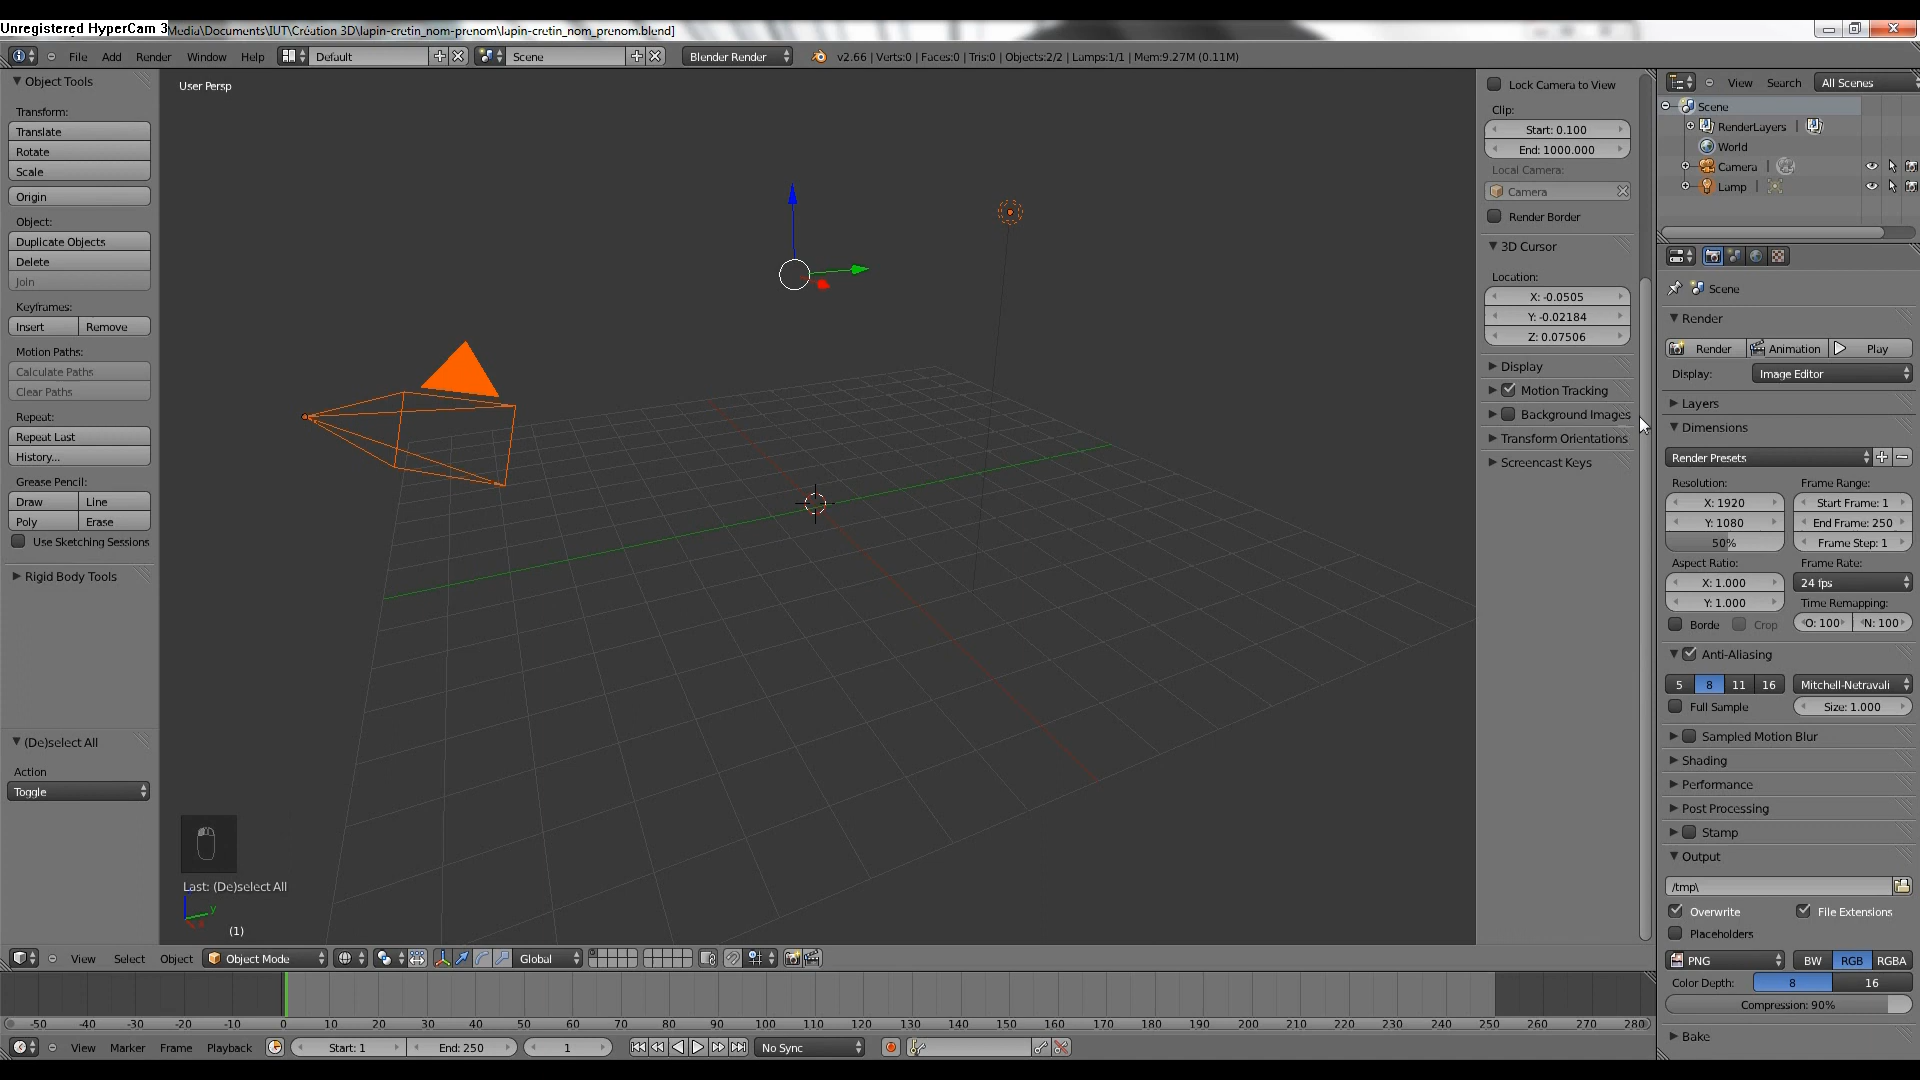 Unregistered HyperCam 3
Media\Documents\IUT\Création 3D\lapin-cretin_nom-prenom\lapin-cretin_nom_prenom.blend]
File Add Render Window Help Default Scene Blender Render v2.66 | Verts:0 | Faces:0 | Tris:0 | Objects:2/2 | Lamps:1/1 | Mem:9.27M (0.11M)
Object Tools
Transform:
Translate
Rotate
Scale
Origin
Object:
Duplicate Objects
Delete
Join
Keyframes:
Insert Remove
Motion Paths:
Calculate Paths
Clear Paths
Repeat:
Repeat Last
History...
Grease Pencil:
Draw Line
Poly Erase
Use Sketching Sessions
Rigid Body Tools
(De)select All
Action
Toggle
User Persp
Last: (De)select All
y
(1)
Lock Camera to View
Clip:
Start: 0.100
End: 1000.000
Local Camera:
Camera
Render Border
3D Cursor
Location:
X: -0.0505
Y: -0.02184
Z: 0.07506
Display
Motion Tracking
Background Images
Transform Orientations
Screencast Keys
View Search All Scenes
Scene
RenderLayers
World
Camera
Lamp
Scene
Render
Render Animation Play
Display: Image Editor
Layers
Dimensions
Render Presets
Resolution: Frame Range:
X: 1920 Start Frame: 1
Y: 1080 End Frame: 250
50% Frame Step: 1
Aspect Ratio: Frame Rate:
X: 1.000 24 fps
Y: 1.000 Time Remapping:
Borde Crop O: 100 N: 100
Anti-Aliasing
5 8 11 16 Mitchell-Netravali
Full Sample Size: 1.000
Sampled Motion Blur
Shading
Performance
Post Processing
Stamp
Output
/tmp\
Overwrite File Extensions
Placeholders
PNG BW RGB RGBA
Color Depth: 8 16
Compression: 90%
Bake
View Select Object Object Mode Global
-50 -40 -30 -20 -10 0 10 20 30 40 50 60 70 80 90 100 110 120 130 140 150 160 170 180 190 200 210 220 230 240 250 260 270 280
View Marker Frame Playback Start: 1 End: 250 1 No Sync